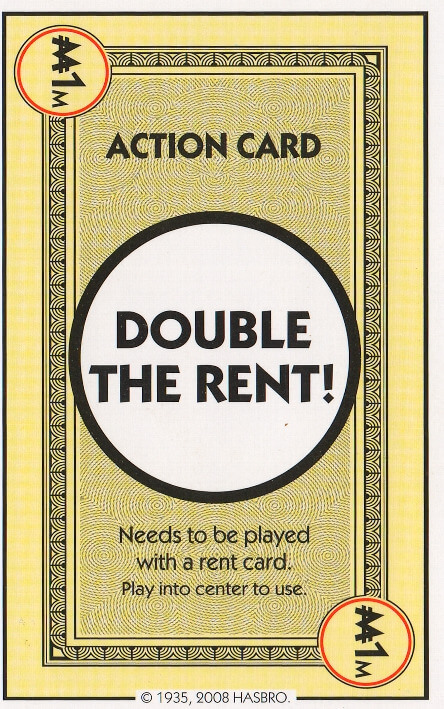 ₩1M
ACTION CARD
DOUBLE
THE RENT!
Needs to be played
with a rent card.
Play into center to use.
₩1M
© 1935, 2008 HASBRO.